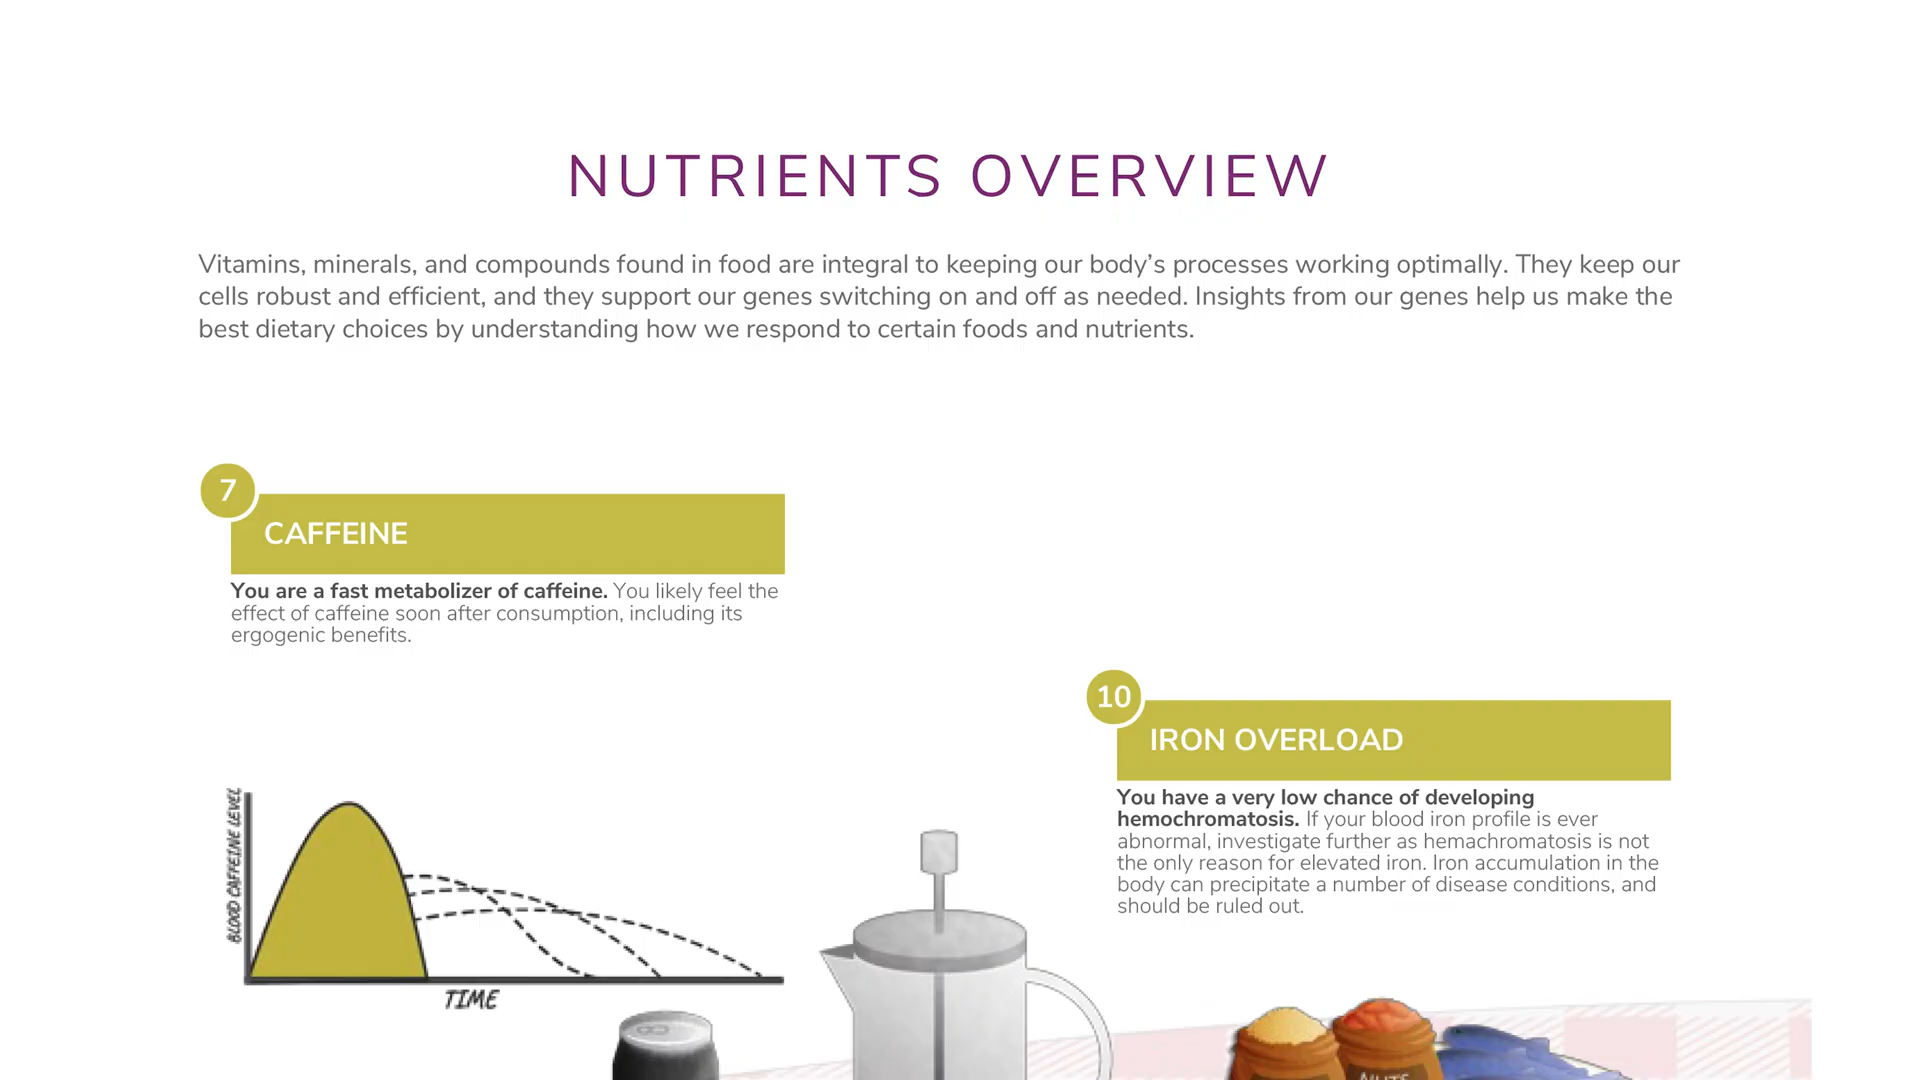 NUTRIENTS OVERVIEW
Vitamins, minerals, and compounds found in food are integral to keeping our body’s processes working optimally. They keep our
cells robust and efficient, and they support our genes switching on and off as needed. Insights from our genes help us make the
best dietary choices by understanding how we respond to certain foods and nutrients.
7
CAFFEINE
You are a fast metabolizer of caffeine. You likely feel the
effect of caffeine soon after consumption, including its
ergogenic benefits.
10
IRON OVERLOAD
You have a very low chance of developing
hemochromatosis. If your blood iron profile is ever
abnormal, investigate further as hemachromatosis is not
the only reason for elevated iron. Iron accumulation in the
body can precipitate a number of disease conditions, and
should be ruled out.
BLOOD CAFFEINE LEVEL
TIME
NUTS